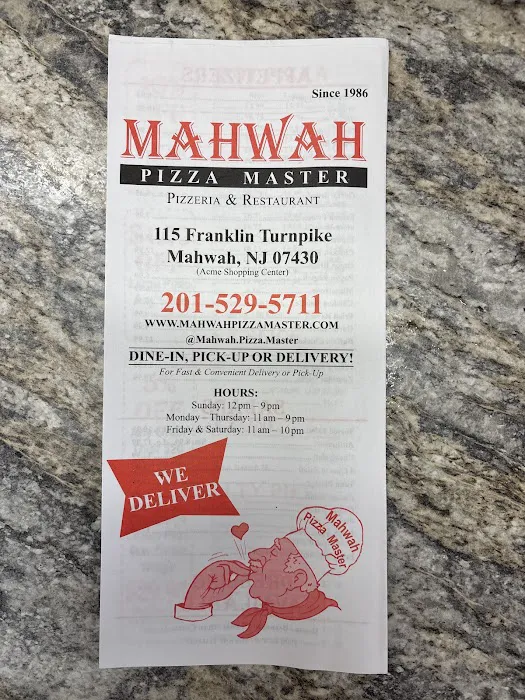 Since 1986
MAHWAH
PIZZA MASTER
PIZZERIA & RESTAURANT
115 Franklin Turnpike
Mahwah, NJ 07430
(Acme Shopping Center)
201-529-5711
WWW.MAHWAHPIZZAMASTER.COM
@Mahwah.Pizza.Master
DINE-IN, PICK-UP OR DELIVERY!
For Fast & Convenient Delivery or Pick-Up
HOURS:
Sunday: 12 pm – 9 pm
Monday – Thursday: 11 am – 9 pm
Friday & Saturday: 11 am – 10 pm
WE
DELIVER
Mahwah
Pizza Master